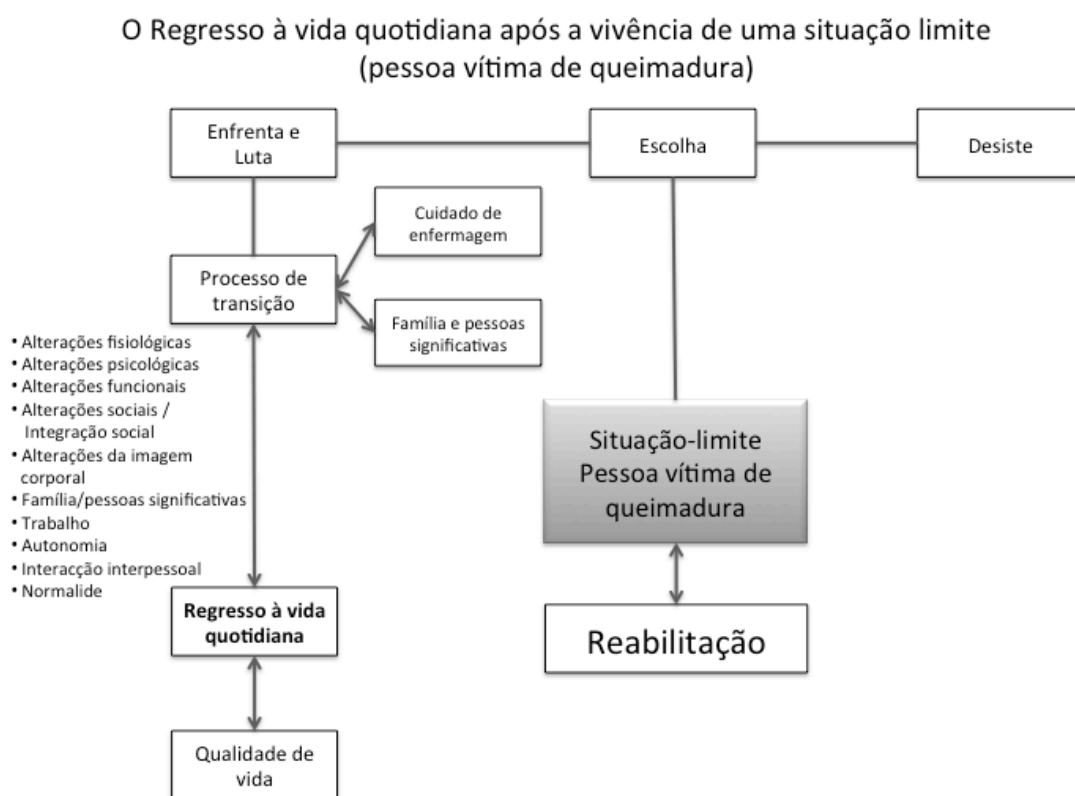 O Regresso à vida quotidiana após a vivência de uma situação limite
(pessoa vítima de queimadura)
Enfrenta e
Luta
Escolha
Desiste
Cuidado de
enfermagem
Processo de
transição
Família e pessoas
significativas
• Alterações fisiológicas
• Alterações psicológicas
• Alterações funcionais
• Alterações sociais /
Integração social
• Alterações da imagem
corporal
• Família/pessoas significativas
• Trabalho
• Autonomia
• Interacção interpessoal
• Normalide
Situação-limite
Pessoa vítima de
queimadura
Regresso à vida
quotidiana
Reabilitação
Qualidade de
vida